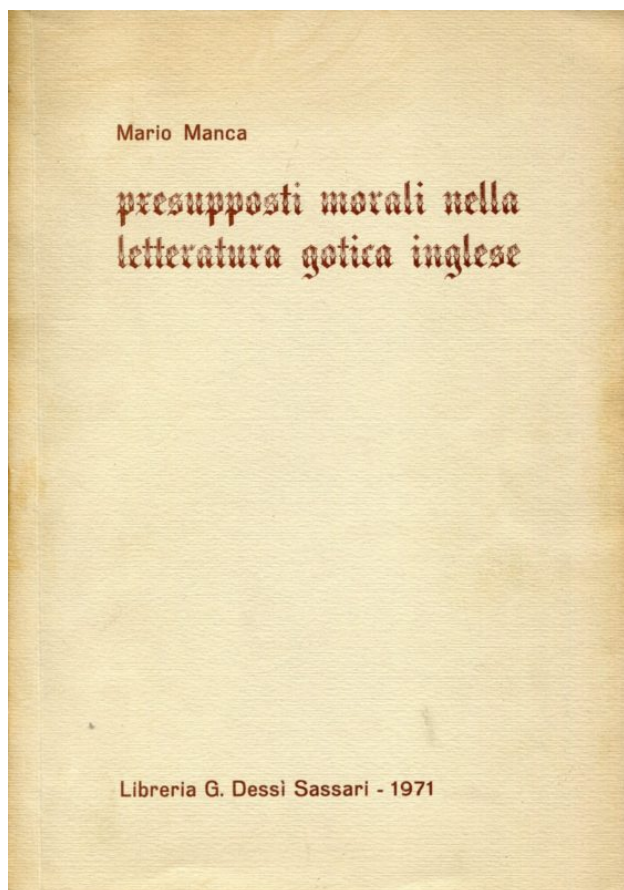 Mario Manca
presupposti morali nella
letteratura gotica inglese
Libreria G. Dessì Sassari - 1971